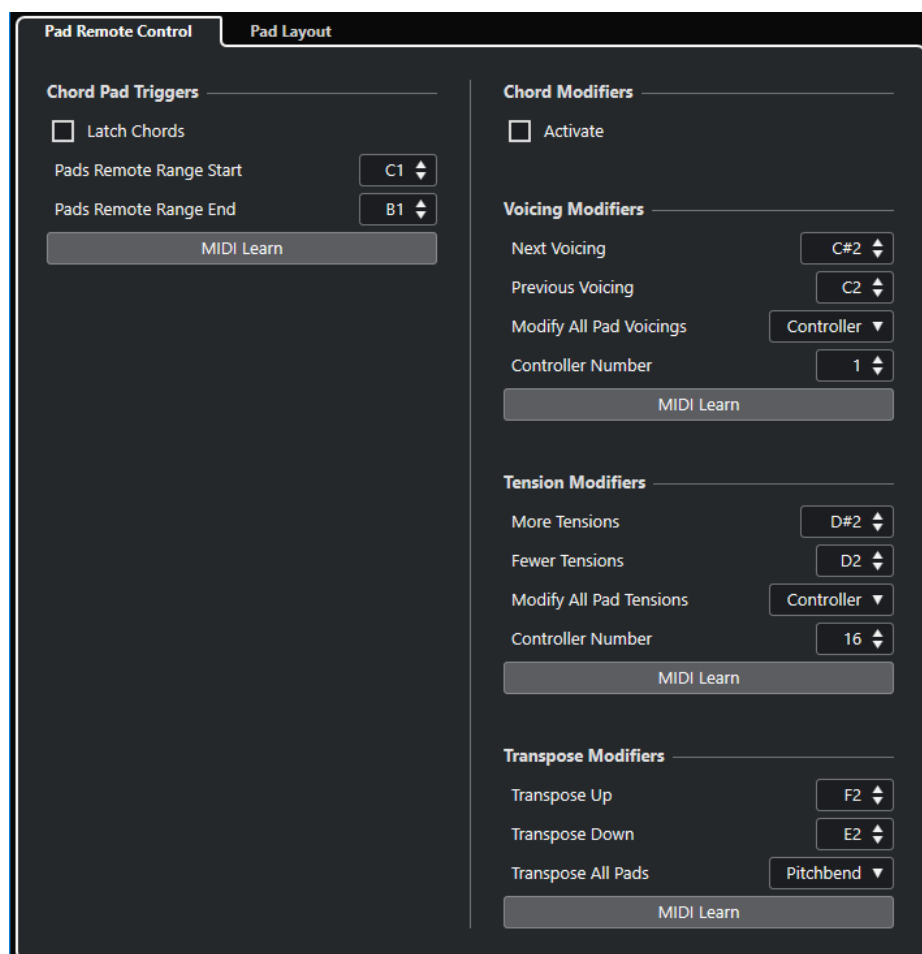 Pad Remote Control
Pad Layout
Chord Pad Triggers
Latch Chords
Pads Remote Range Start C1
Pads Remote Range End B1
MIDI Learn
Chord Modifiers
Activate
Voicing Modifiers
Next Voicing C#2
Previous Voicing C2
Modify All Pad Voicings Controller
Controller Number 1
MIDI Learn
Tension Modifiers
More Tensions D#2
Fewer Tensions D2
Modify All Pad Tensions Controller
Controller Number 16
MIDI Learn
Transpose Modifiers
Transpose Up F2
Transpose Down E2
Transpose All Pads Pitchbend
MIDI Learn